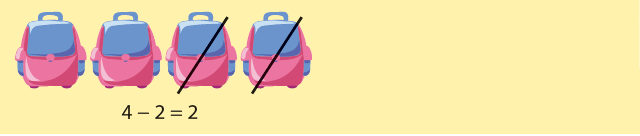 4 – 2 = 2